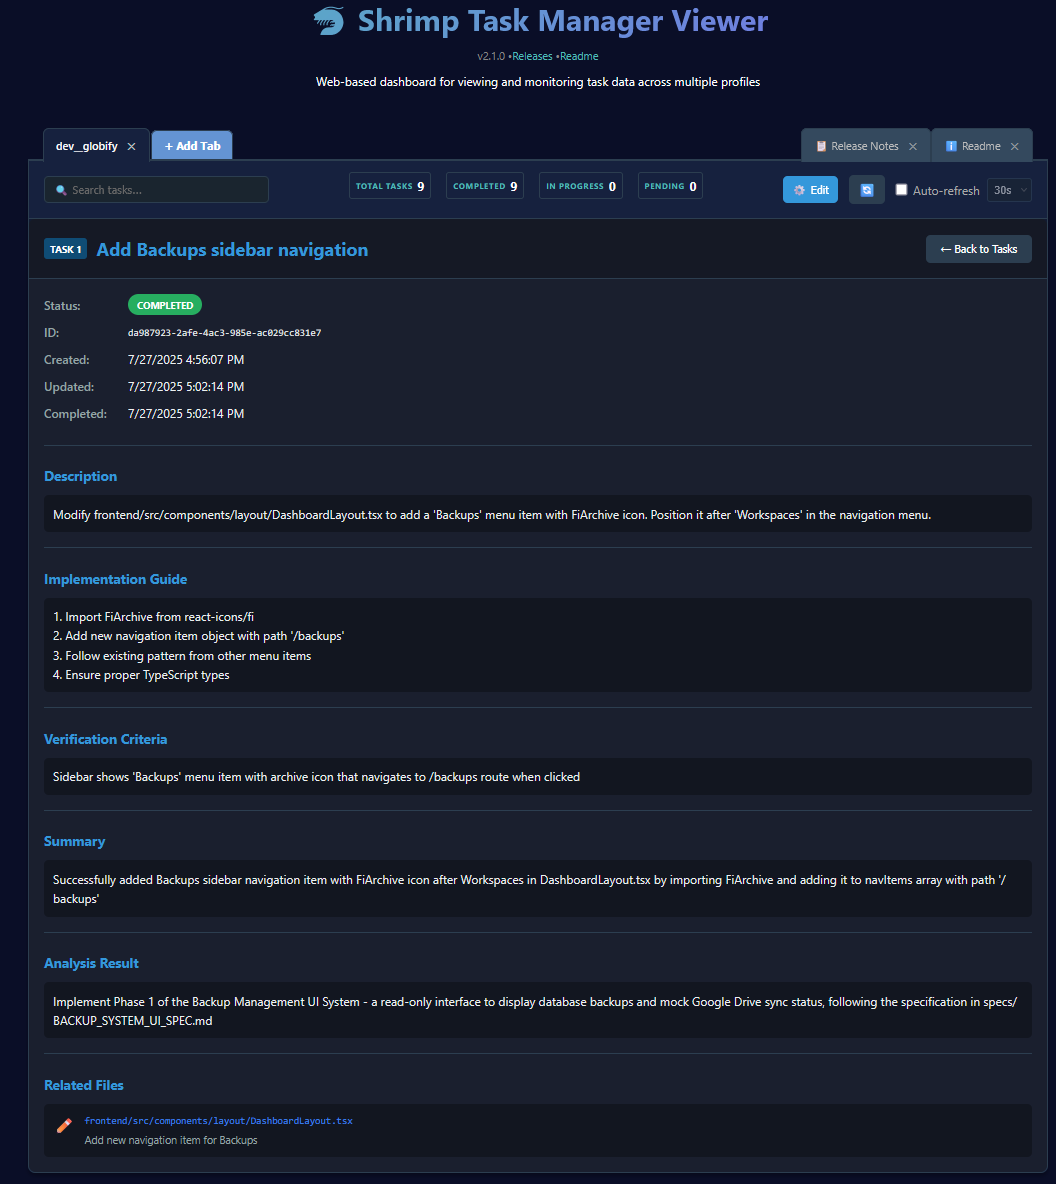 Shrimp Task Manager Viewer
v2.1.0 •Releases •Readme
Web-based dashboard for viewing and monitoring task data across multiple profiles
dev__globify ✕ + Add Tab Release Notes ✕ Readme ✕
Search tasks... TOTAL TASKS 9 COMPLETED 9 IN PROGRESS 0 PENDING 0 Edit Auto-refresh 30s
TASK 1 Add Backups sidebar navigation ← Back to Tasks
Status: COMPLETED
ID: da987923-2afe-4ac3-985e-ac029cc831e7
Created: 7/27/2025 4:56:07 PM
Updated: 7/27/2025 5:02:14 PM
Completed: 7/27/2025 5:02:14 PM
Description
Modify frontend/src/components/layout/DashboardLayout.tsx to add a 'Backups' menu item with FiArchive icon. Position it after 'Workspaces' in the navigation menu.
Implementation Guide
1. Import FiArchive from react-icons/fi
2. Add new navigation item object with path '/backups'
3. Follow existing pattern from other menu items
4. Ensure proper TypeScript types
Verification Criteria
Sidebar shows 'Backups' menu item with archive icon that navigates to /backups route when clicked
Summary
Successfully added Backups sidebar navigation item with FiArchive icon after Workspaces in DashboardLayout.tsx by importing FiArchive and adding it to navItems array with path '/
backups'
Analysis Result
Implement Phase 1 of the Backup Management UI System - a read-only interface to display database backups and mock Google Drive sync status, following the specification in specs/
BACKUP_SYSTEM_UI_SPEC.md
Related Files
frontend/src/components/layout/DashboardLayout.tsx
Add new navigation item for Backups